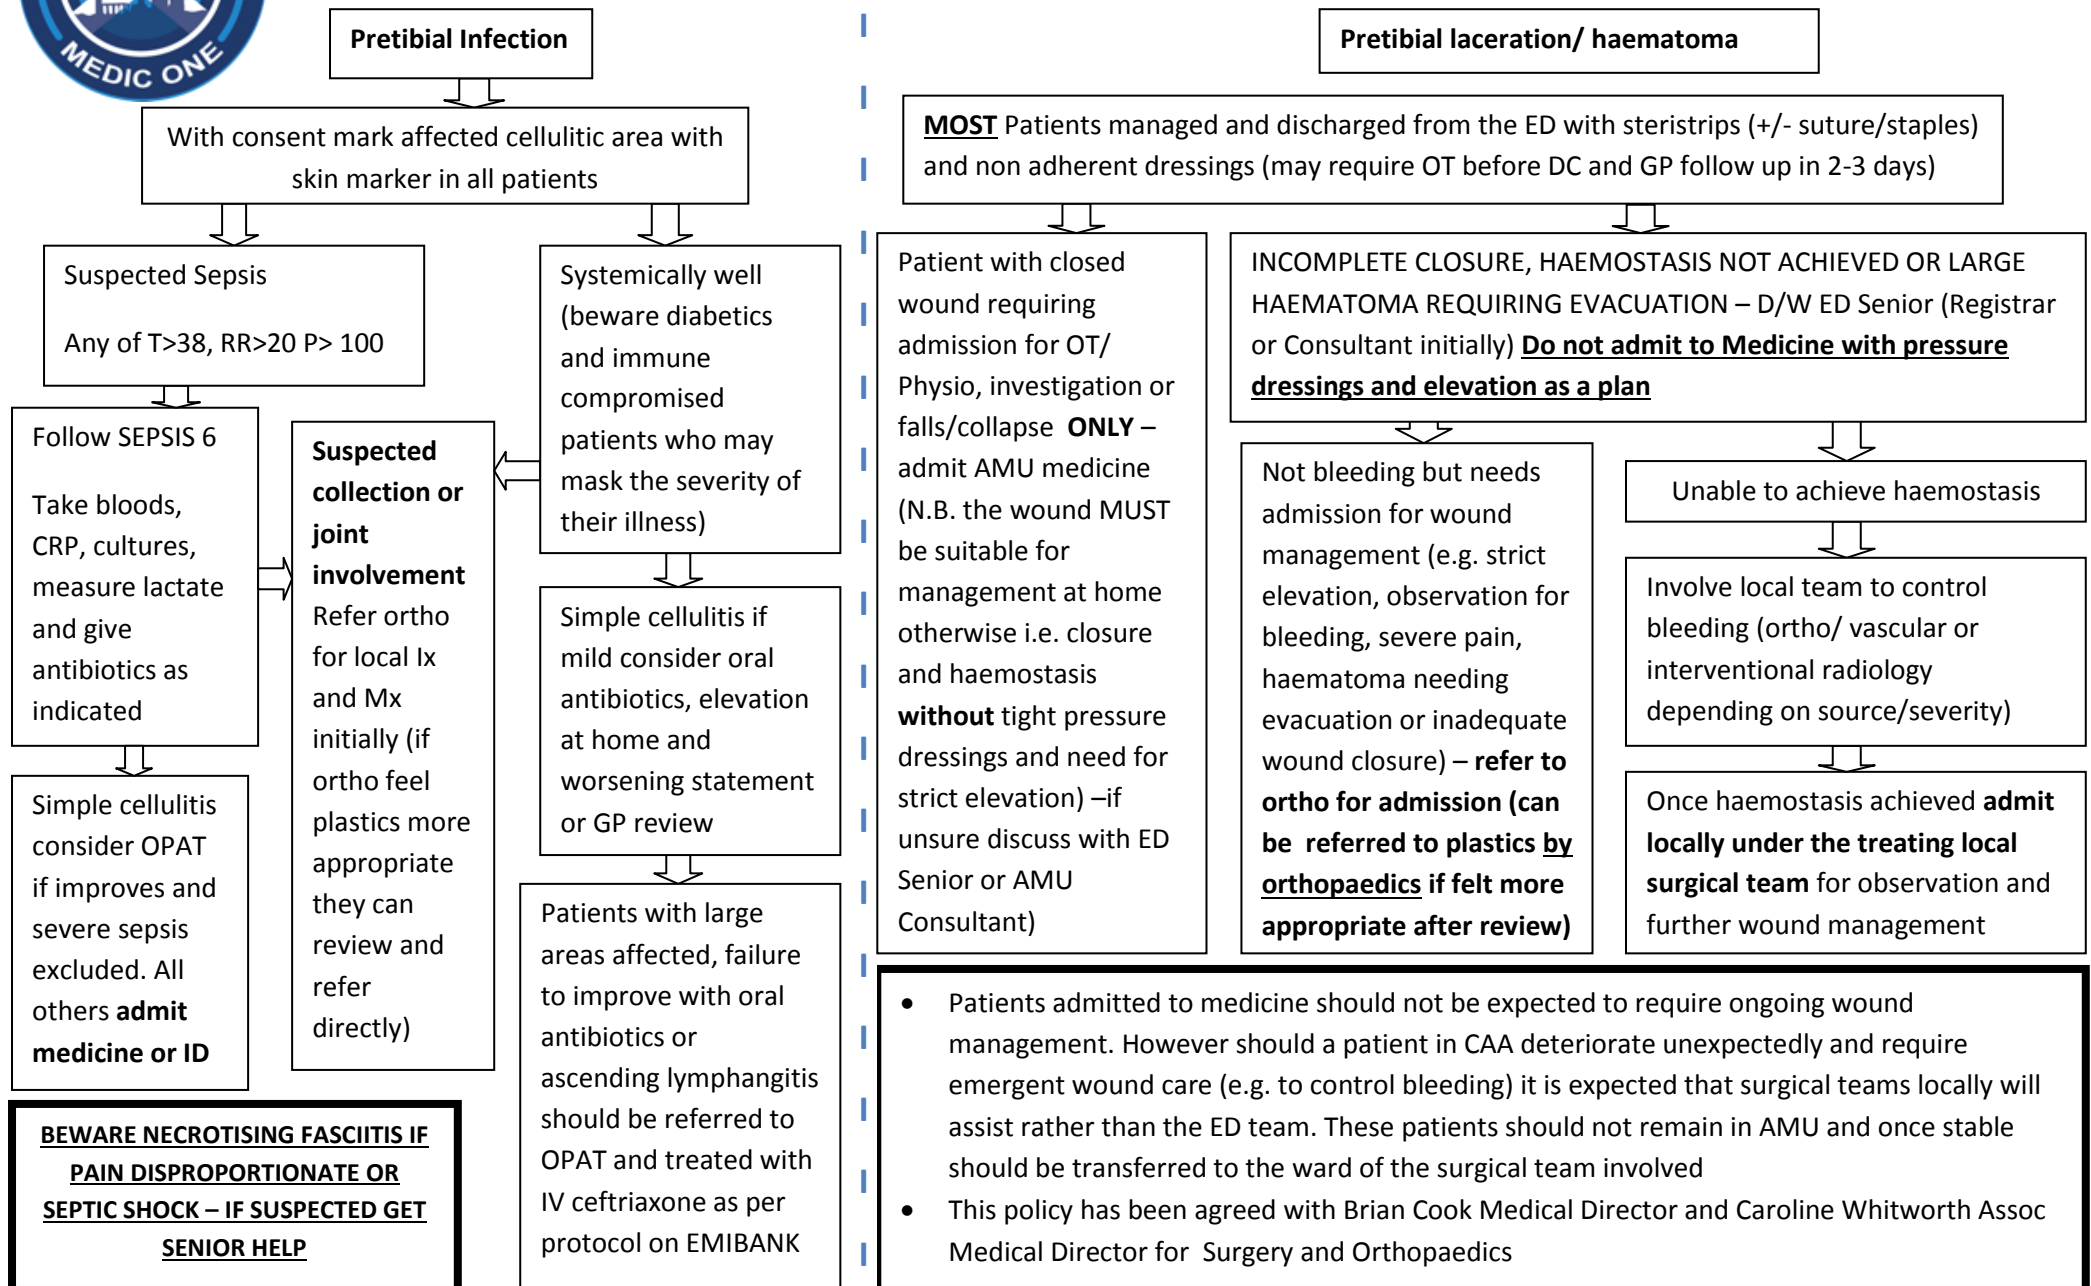 MEDIC ONE
Pretibial Infection
With consent mark affected cellulitic area with
skin marker in all patients
Suspected Sepsis
Any of T>38, RR>20 P> 100
Follow SEPSIS 6
Take bloods,
CRP, cultures,
measure lactate
and give
antibiotics as
indicated
Simple cellulitis
consider OPAT
if improves and
severe sepsis
excluded. All
others admit
medicine or ID
Suspected
collection or
joint
involvement
Refer ortho
for local Ix
and Mx
initially (if
ortho feel
plastics more
appropriate
they can
review and
refer
directly)
Systemically well
(beware diabetics
and immune
compromised
patients who may
mask the severity of
their illness)
Simple cellulitis if
mild consider oral
antibiotics, elevation
at home and
worsening statement
or GP review
Patients with large
areas affected, failure
to improve with oral
antibiotics or
ascending lymphangitis
should be referred to
OPAT and treated with
IV ceftriaxone as per
protocol on EMIBANK
BEWARE NECROTISING FASCIITIS IF
PAIN DISPROPORTIONATE OR
SEPTIC SHOCK – IF SUSPECTED GET
SENIOR HELP
Pretibial laceration/ haematoma
MOST Patients managed and discharged from the ED with steristrips (+/- suture/staples)
and non adherent dressings (may require OT before DC and GP follow up in 2-3 days)
Patient with closed
wound requiring
admission for OT/
Physio, investigation or
falls/collapse ONLY –
admit AMU medicine
(N.B. the wound MUST
be suitable for
management at home
otherwise i.e. closure
and haemostasis
without tight pressure
dressings and need for
strict elevation) –if
unsure discuss with ED
Senior or AMU
Consultant)
INCOMPLETE CLOSURE, HAEMOSTASIS NOT ACHIEVED OR LARGE
HAEMATOMA REQUIRING EVACUATION – D/W ED Senior (Registrar
or Consultant initially) Do not admit to Medicine with pressure
dressings and elevation as a plan
Not bleeding but needs
admission for wound
management (e.g. strict
elevation, observation for
bleeding, severe pain,
haematoma needing
evacuation or inadequate
wound closure) – refer to
ortho for admission (can
be referred to plastics by
orthopaedics if felt more
appropriate after review)
Unable to achieve haemostasis
Involve local team to control
bleeding (ortho/ vascular or
interventional radiology
depending on source/severity)
Once haemostasis achieved admit
locally under the treating local
surgical team for observation and
further wound management
• Patients admitted to medicine should not be expected to require ongoing wound
management. However should a patient in CAA deteriorate unexpectedly and require
emergent wound care (e.g. to control bleeding) it is expected that surgical teams locally will
assist rather than the ED team. These patients should not remain in AMU and once stable
should be transferred to the ward of the surgical team involved
• This policy has been agreed with Brian Cook Medical Director and Caroline Whitworth Assoc
Medical Director for Surgery and Orthopaedics